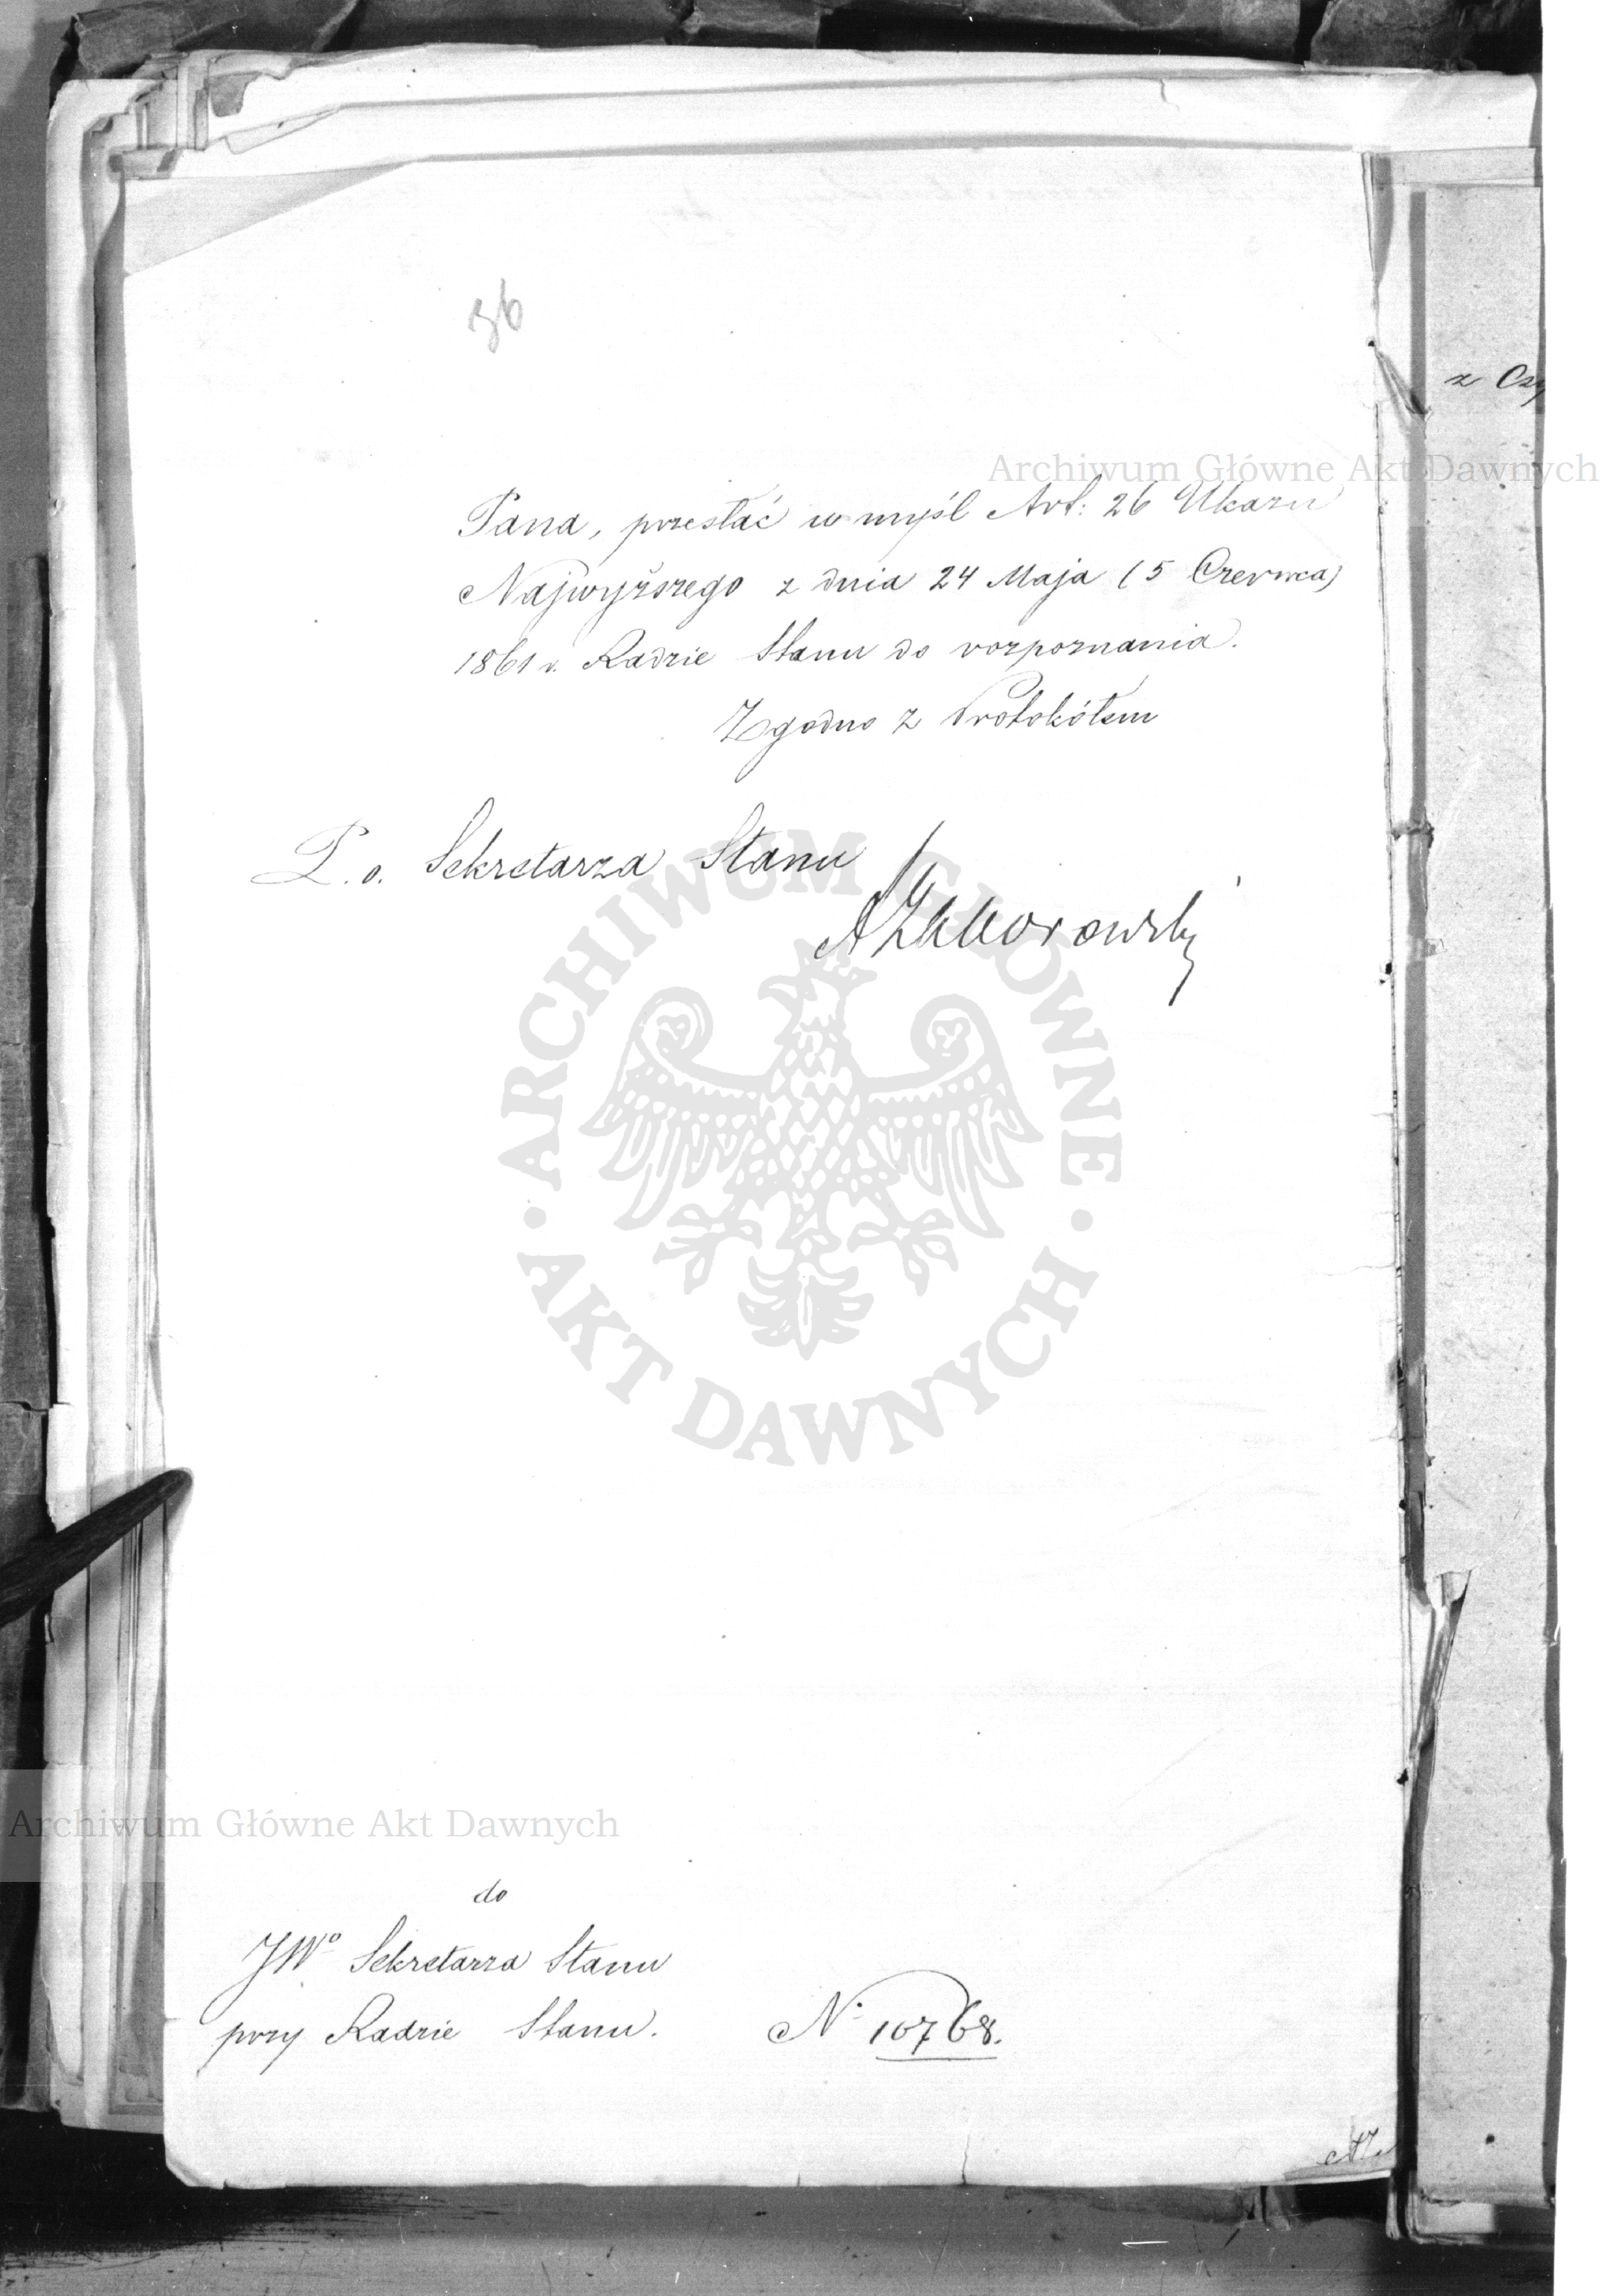 36
z Czy
Archiwum Główne Akt Dawnych
Pana, przesłać w myśl Art: 26 Ukazu
Najwyższego z dnia 24 Maja (5 Czerwca)
1861 r. Radzie Stanu do rozpoznania.
Zgodno z Protokółem
P. o. Sekretarza Stanu
AZaborowski
ARCHIWUM GŁÓWNE
AKT DAWNYCH
Archiwum Główne Akt Dawnych
do
JWo Sekretarza Stanu
przy Radzie Stanu.
N. 10768.